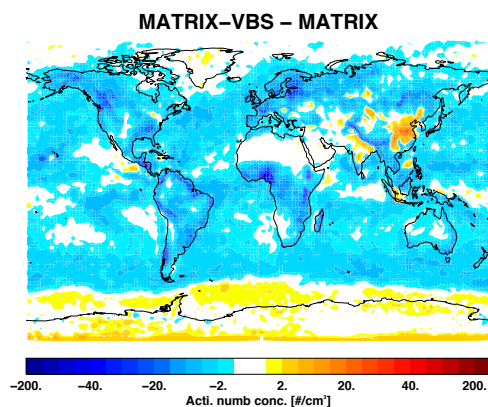 MATRIX−VBS − MATRIX
−200. −40. −20. −2. 2. 20. 40. 200.
Acti. numb conc. [#/cm³]